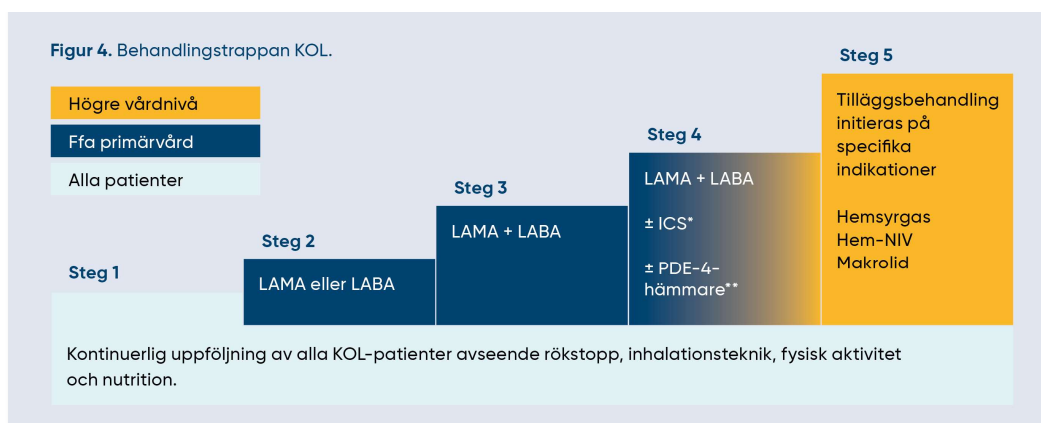 Figur 4. Behandlingstrappan KOL.
Högre vårdnivå
Ffa primärvård
Alla patienter
Steg 1
Kontinuerlig uppföljning av alla KOL-patienter avseende rökstopp, inhalationsteknik, fysisk aktivitet
och nutrition.
Steg 2
LAMA eller LABA
Steg 3
LAMA + LABA
Steg 4
LAMA + LABA
± ICS*
± PDE-4-
hämmare**
Steg 5
Tilläggsbehandling
initieras på
specifika
indikationer
Hemsyrgas
Hem-NIV
Makrolid